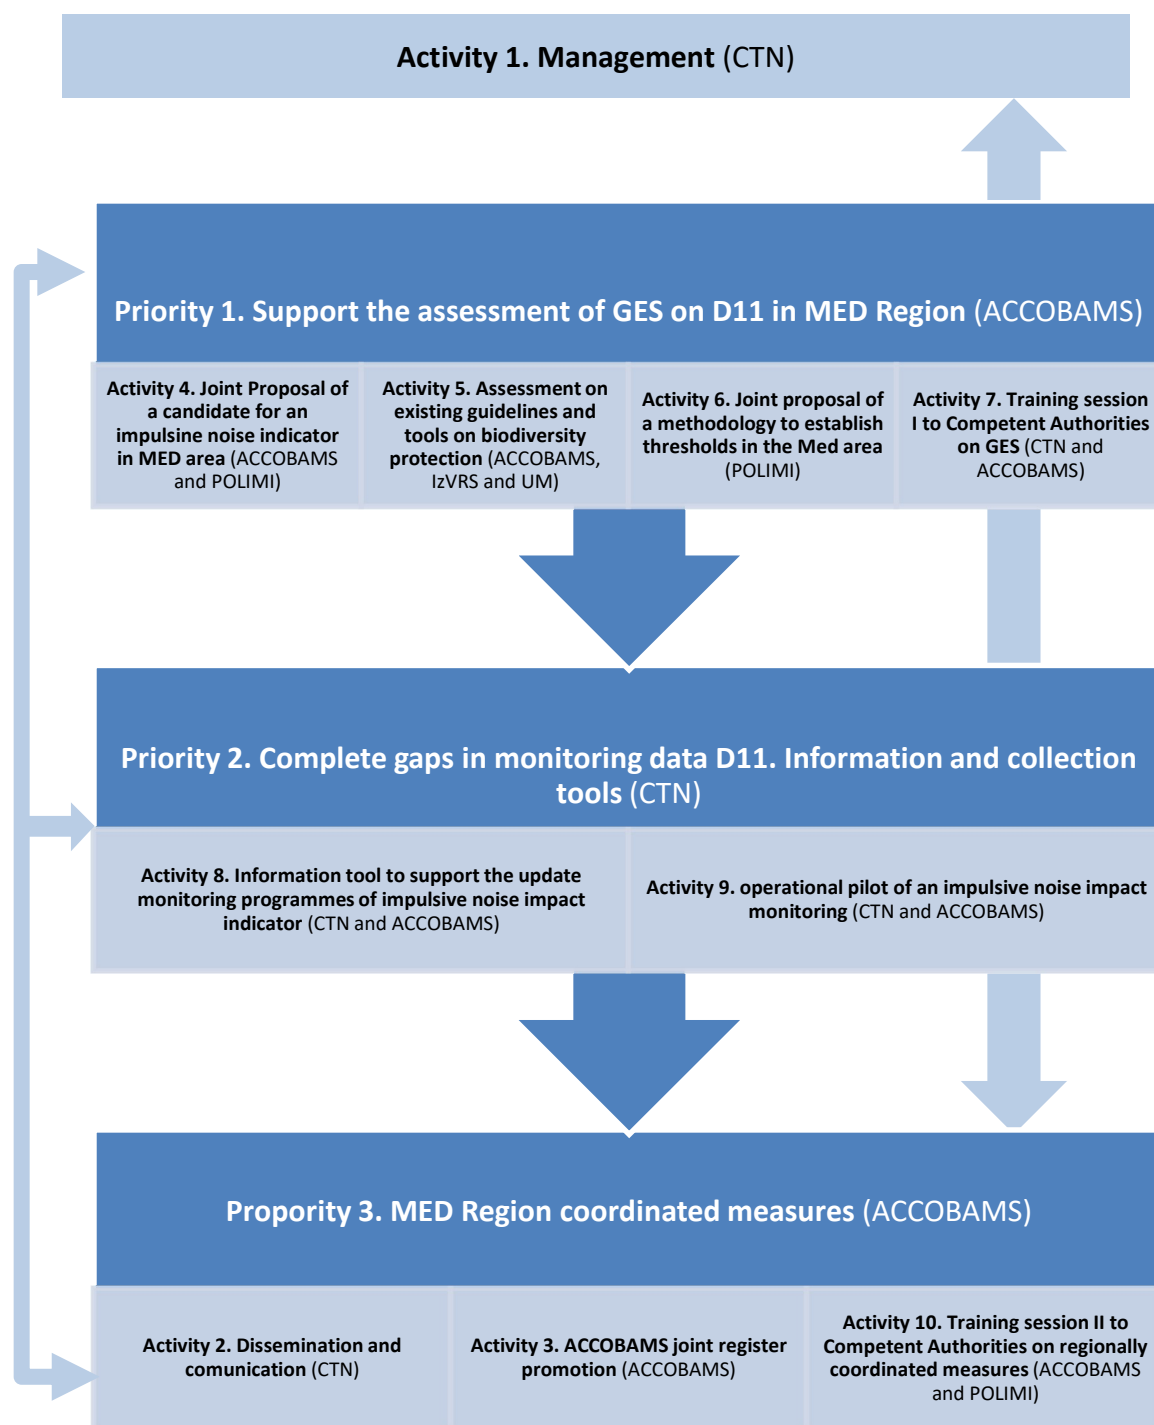 Activity 1. Management (CTN)
Priority 1. Support the assessment of GES on D11 in MED Region (ACCOBAMS)
Activity 4. Joint Proposal of
a candidate for an
impulsine noise indicator
in MED area (ACCOBAMS
and POLIMI)
Activity 5. Assessment on
existing guidelines and
tools on biodiversity
protection (ACCOBAMS,
IzVRS and UM)
Activity 6. Joint proposal of
a methodology to establish
thresholds in the Med area
(POLIMI)
Activity 7. Training session
I to Competent Authorities
on GES (CTN and
ACCOBAMS)
Priority 2. Complete gaps in monitoring data D11. Information and collection
tools (CTN)
Activity 8. Information tool to support the update
monitoring programmes of impulsive noise impact
indicator (CTN and ACCOBAMS)
Activity 9. operational pilot of an impulsive noise impact
monitoring (CTN and ACCOBAMS)
Propority 3. MED Region coordinated measures (ACCOBAMS)
Activity 2. Dissemination and
comunication (CTN)
Activity 3. ACCOBAMS joint register
promotion (ACCOBAMS)
Activity 10. Training session II to
Competent Authorities on regionally
coordinated measures (ACCOBAMS
and POLIMI)